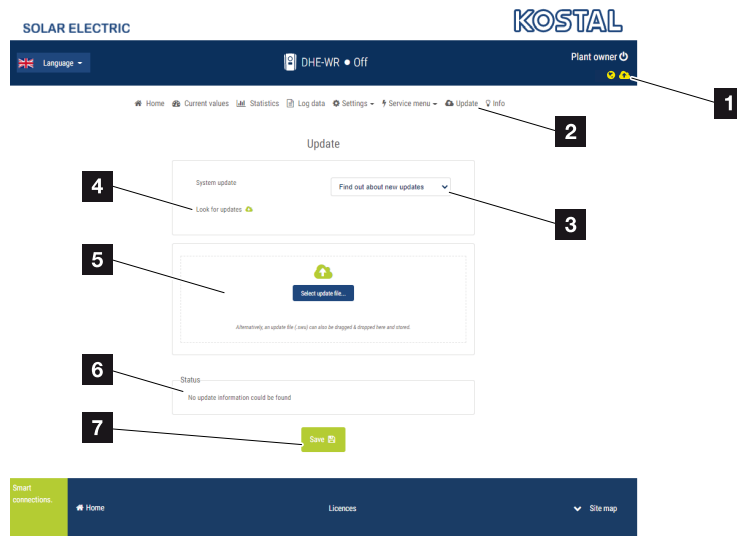 SOLAR ELECTRIC
KOSTAL
Language
DHE-WR ● Off
Plant owner
1
Home Current values Statistics Log data Settings Service menu Update Info
2
Update
4
System update
Find out about new updates
Look for updates
3
5
Select update file...
Alternatively, an update file (.swu) can also be dragged & dropped here and stored.
6
Status
No update information could be found
7
Save
Smart
connections.
Home
Licences
Site map